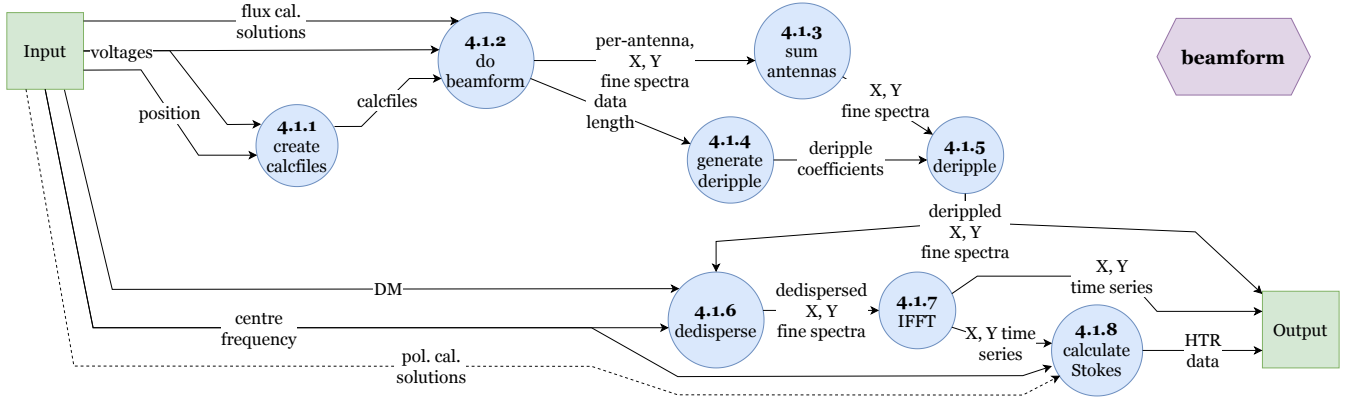 Input
flux cal.
solutions
voltages
position
4.1.1
create
calcfiles
calcfiles
4.1.2
do
beamform
per-antenna,
X, Y
fine spectra
data
length
4.1.3
sum
antennas
X, Y
fine spectra
4.1.4
generate
deripple
deripple
coefficients
4.1.5
deripple
beamform
derippled
X, Y
fine spectra
DM
centre
frequency
pol. cal.
solutions
4.1.6
dedisperse
dedispersed
X, Y
fine spectra
4.1.7
IFFT
X, Y
time series
X, Y time
series
4.1.8
calculate
Stokes
HTR
data
Output